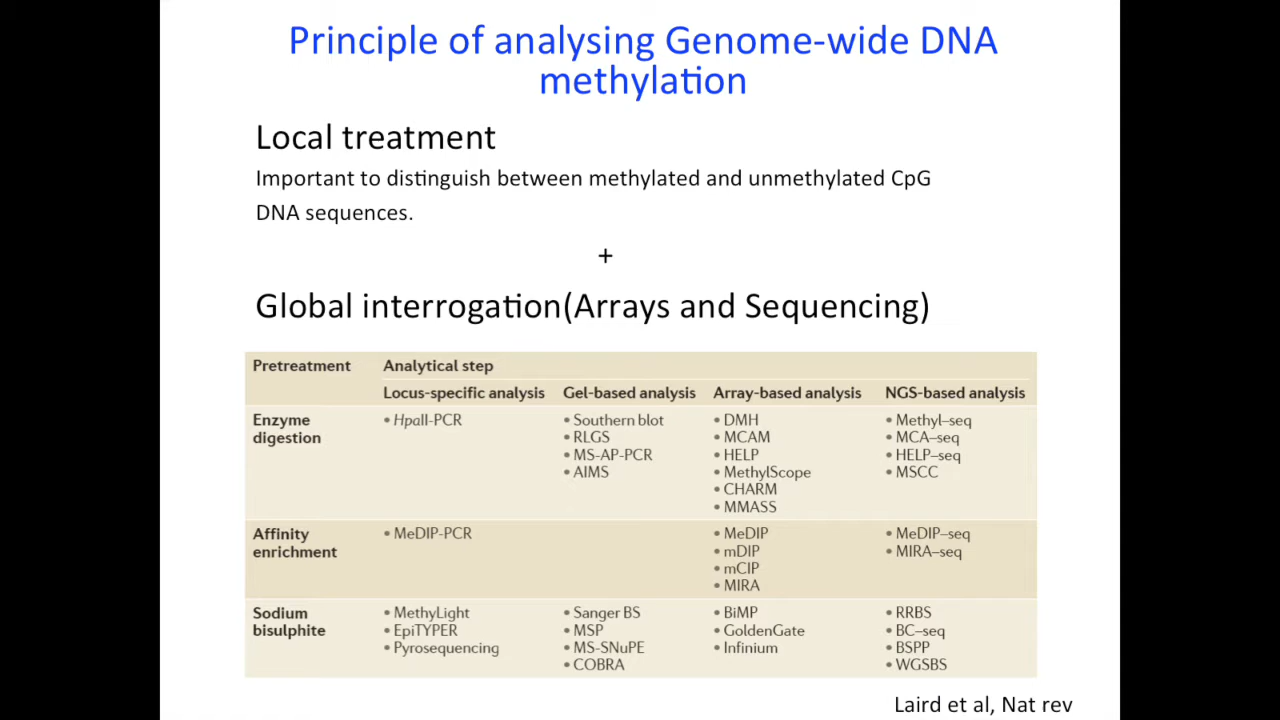 Principle of analysing Genome-wide DNA
methylation
Local treatment
Important to distinguish between methylated and unmethylated CpG
DNA sequences.
+
Global interrogation(Arrays and Sequencing)
Pretreatment
Analytical step
Locus-specific analysis
Gel-based analysis
Array-based analysis
NGS-based analysis
Enzyme
digestion
• HpaII-PCR
• Southern blot
• RLGS
• MS-AP-PCR
• AIMS
• DMH
• MCAM
• HELP
• MethylScope
• CHARM
• MMASS
• Methyl–seq
• MCA–seq
• HELP–seq
• MSCC
Affinity
enrichment
• MeDIP-PCR
• MeDIP
• mDIP
• mCIP
• MIRA
• MeDIP–seq
• MIRA–seq
Sodium
bisulphite
• MethyLight
• EpiTYPER
• Pyrosequencing
• Sanger BS
• MSP
• MS-SNuPE
• COBRA
• BiMP
• GoldenGate
• Infinium
• RRBS
• BC–seq
• BSPP
• WGSBS
Laird et al, Nat rev